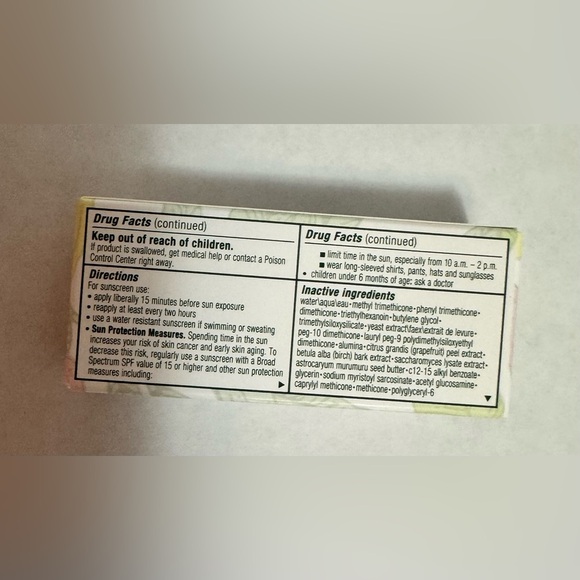 Drug Facts (continued)
Keep out of reach of children.
If product is swallowed, get medical help or contact a Poison
Control Center right away.
Directions
For sunscreen use:
• apply liberally 15 minutes before sun exposure
• reapply at least every two hours
• use a water resistant sunscreen if swimming or sweating
• Sun Protection Measures. Spending time in the sun
increases your risk of skin cancer and early skin aging. To
decrease this risk, regularly use a sunscreen with a Broad
Spectrum SPF value of 15 or higher and other sun protection
measures including:
Drug Facts (continued)
■ limit time in the sun, especially from 10 a.m. – 2 p.m.
■ wear long-sleeved shirts, pants, hats and sunglasses
• children under 6 months of age: ask a doctor
Inactive ingredients
water\aqua\eau•methyl trimethicone•phenyl trimethicone•
dimethicone•triethylhexanoin•butylene glycol•
trimethylsiloxysilicate•yeast extract\faex\extrait de levure•
peg-10 dimethicone•lauryl peg-9 polydimethylsiloxyethyl
dimethicone•alumina•citrus grandis (grapefruit) peel extract•
betula alba (birch) bark extract•saccharomyces lysate extract•
astrocaryum murumuru seed butter•c12-15 alkyl benzoate•
glycerin•sodium myristoyl sarcosinate•acetyl glucosamine•
caprylyl methicone•methicone•polyglyceryl-6